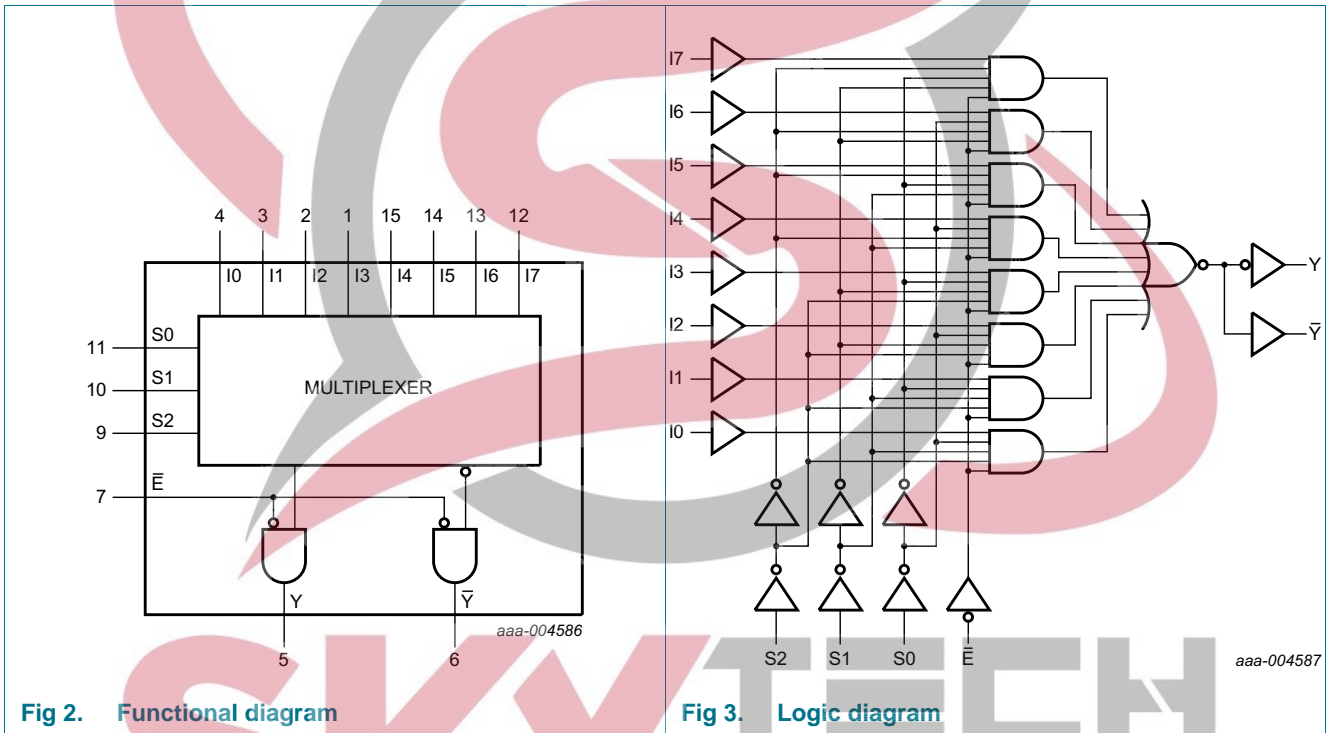 4 3 2 1 15 14 13 12
I0 I1 I2 I3 I4 I5 I6 I7
11 S0
10 S1
9 S2
MULTIPLEXER
7 E̅
Y Y̅
5 6
aaa-004586
Fig 2. Functional diagram
I7
I6
I5
I4
I3
I2
I1
I0
Y
Y̅
S2 S1 S0 E̅
aaa-004587
Fig 3. Logic diagram
SKYTECH